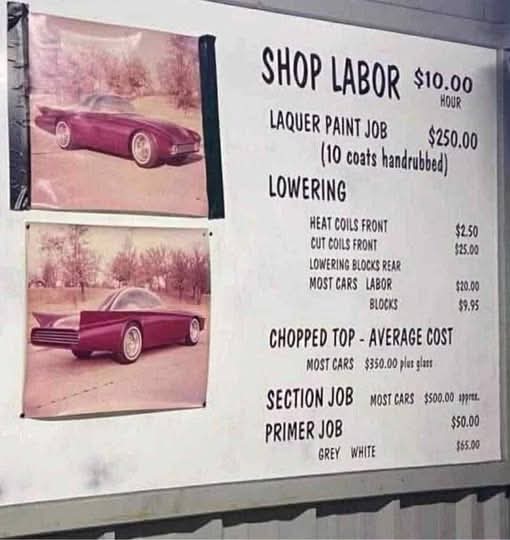 SHOP LABOR $10.00
HOUR
LAQUER PAINT JOB $250.00
(10 coats handrubbed)
LOWERING
HEAT COILS FRONT $2.50
CUT COILS FRONT $25.00
LOWERING BLOCKS REAR
MOST CARS LABOR $20.00
BLOCKS $9.95
CHOPPED TOP - AVERAGE COST
MOST CARS $350.00 plus glass
SECTION JOB MOST CARS $500.00 approx.
PRIMER JOB $50.00
GREY WHITE $65.00